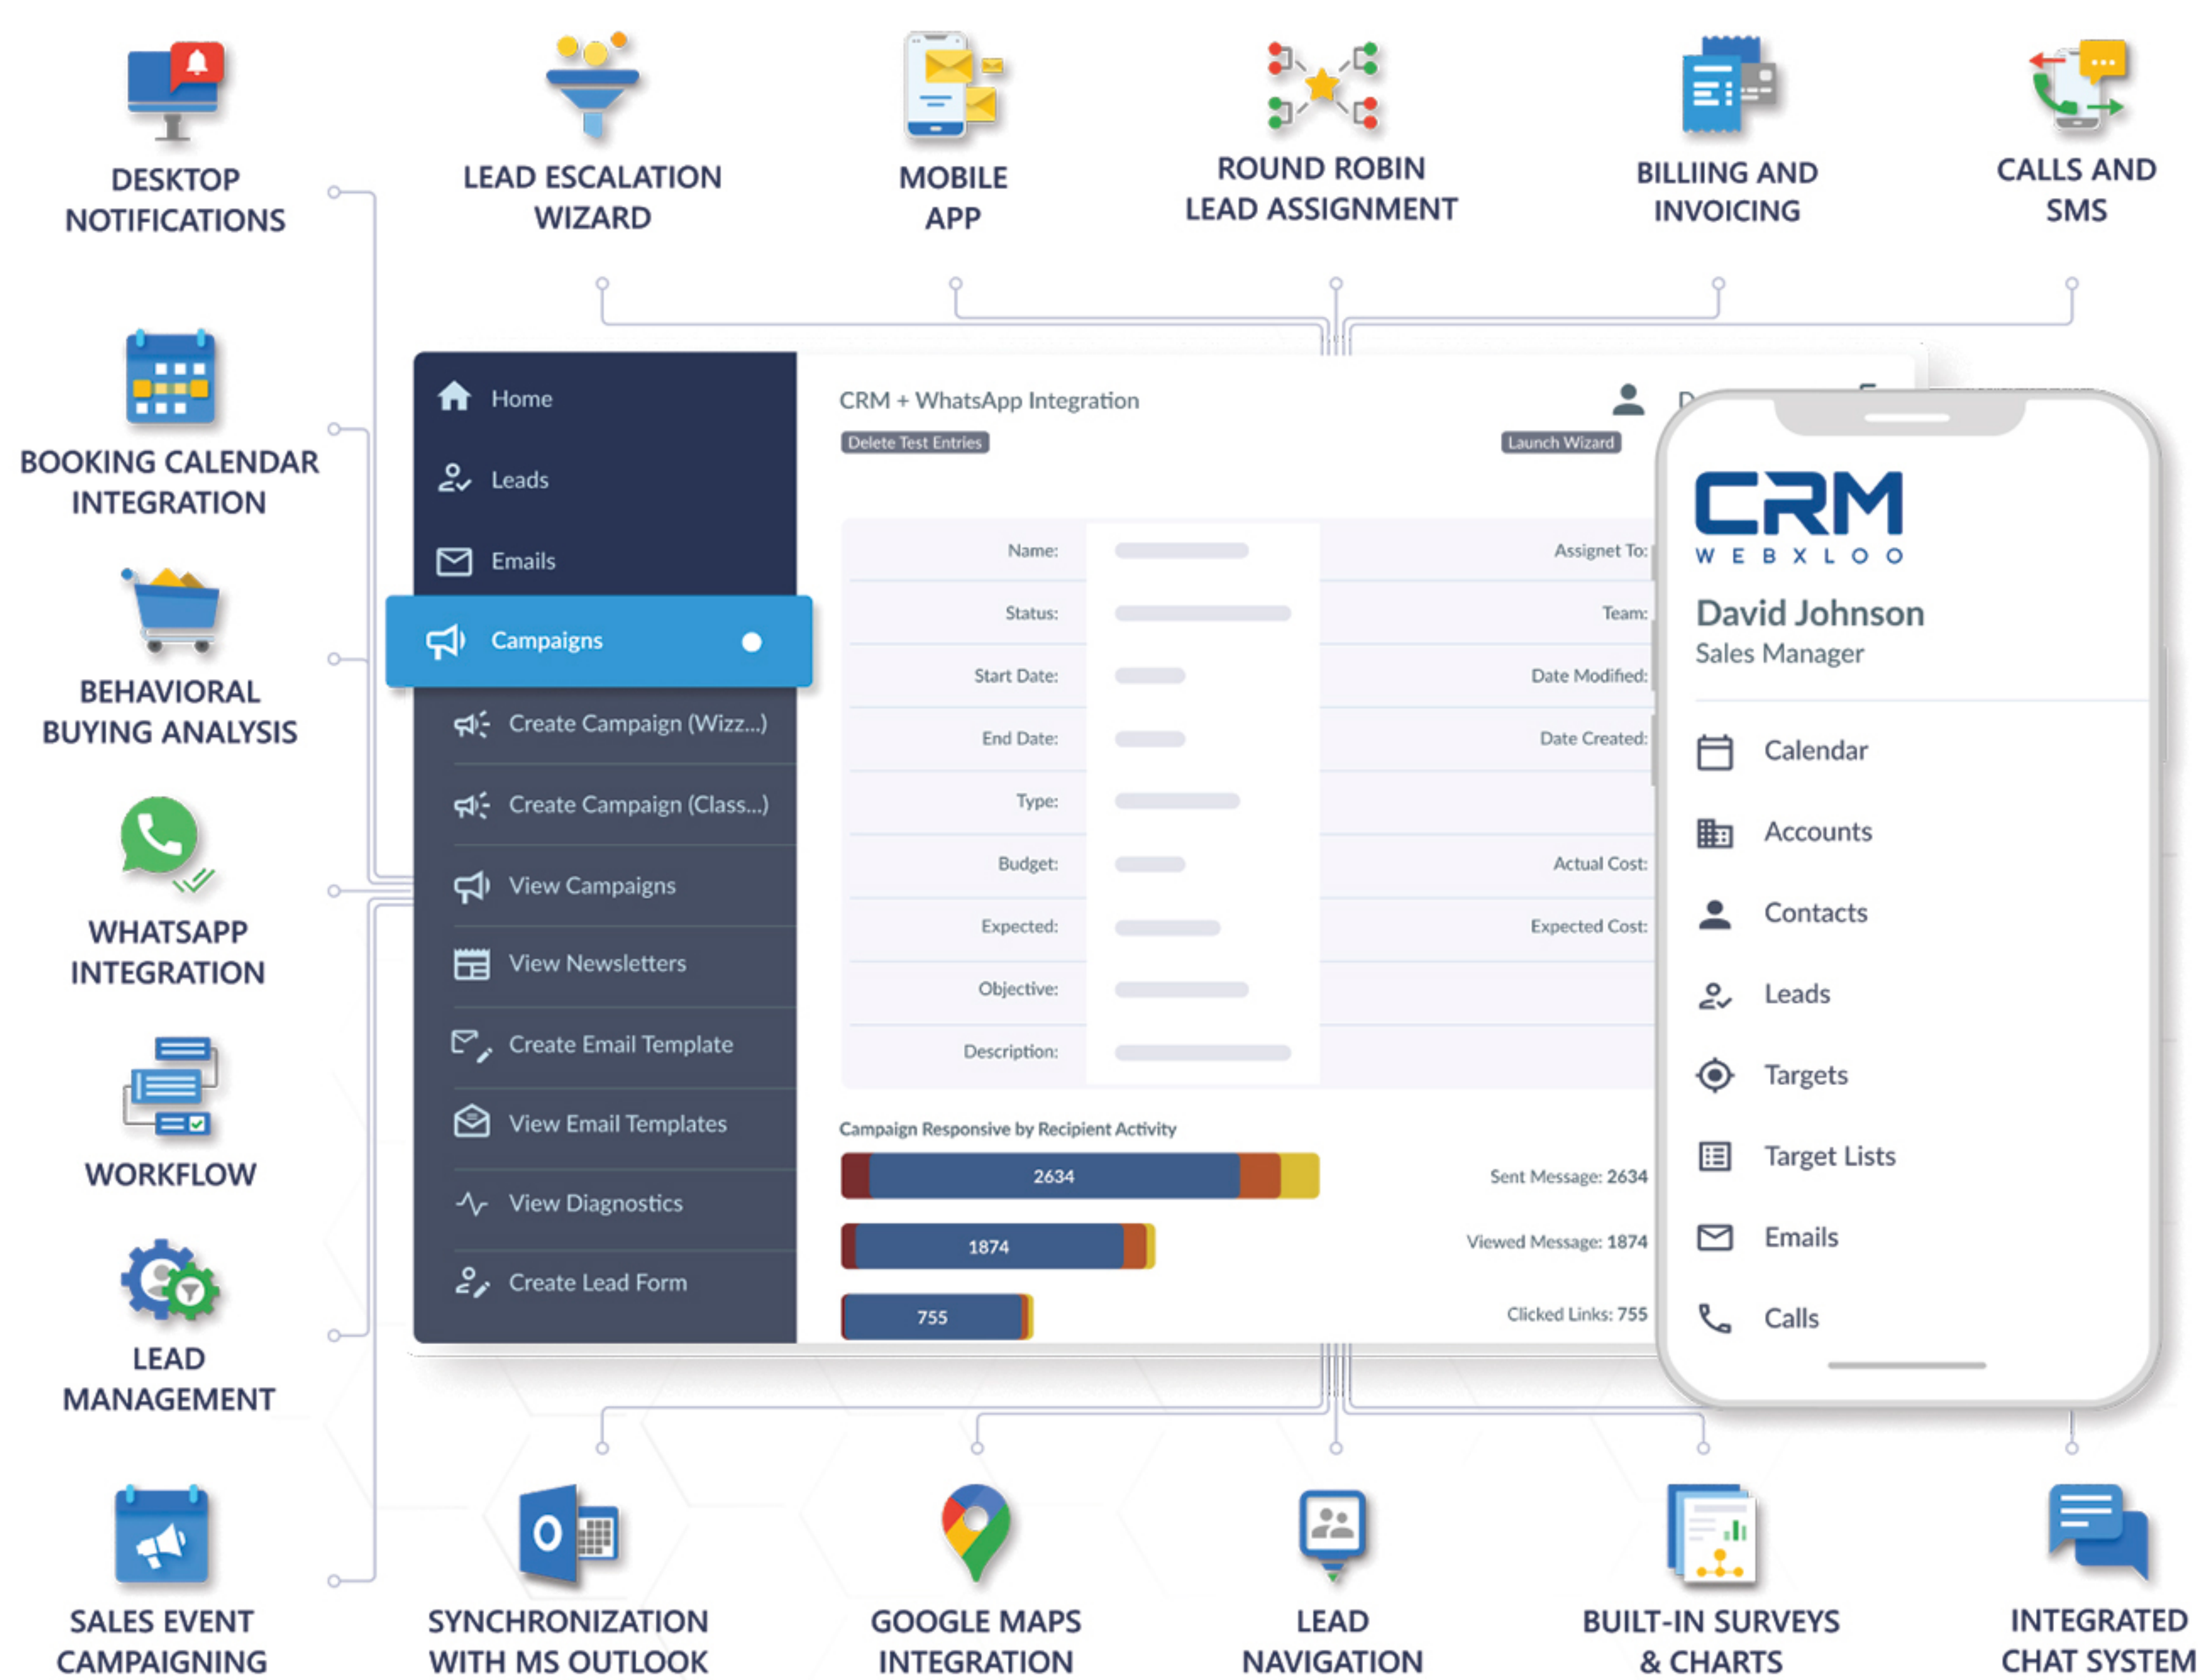 DESKTOP
NOTIFICATIONS
LEAD ESCALATION
WIZARD
MOBILE
APP
ROUND ROBIN
LEAD ASSIGNMENT
BILLIING AND
INVOICING
CALLS AND
SMS
BOOKING CALENDAR
INTEGRATION
BEHAVIORAL
BUYING ANALYSIS
WHATSAPP
INTEGRATION
WORKFLOW
LEAD
MANAGEMENT
SALES EVENT
CAMPAIGNING
Home
Leads
Emails
Campaigns
Create Campaign (Wizz...)
Create Campaign (Class...)
View Campaigns
View Newsletters
Create Email Template
View Email Templates
View Diagnostics
Create Lead Form
CRM + WhatsApp Integration
Delete Test Entries
Launch Wizard
Name:
Assignet To:
Status:
Team:
Start Date:
Date Modified:
End Date:
Date Created:
Type:
Budget:
Actual Cost:
Expected:
Expected Cost:
Objective:
Description:
Campaign Responsive by Recipient Activity
2634
Sent Message: 2634
1874
Viewed Message: 1874
755
Clicked Links: 755
CRM
WEBXLOO
David Johnson
Sales Manager
Calendar
Accounts
Contacts
Leads
Targets
Target Lists
Emails
Calls
SYNCHRONIZATION
WITH MS OUTLOOK
GOOGLE MAPS
INTEGRATION
LEAD
NAVIGATION
BUILT-IN SURVEYS
& CHARTS
INTEGRATED
CHAT SYSTEM